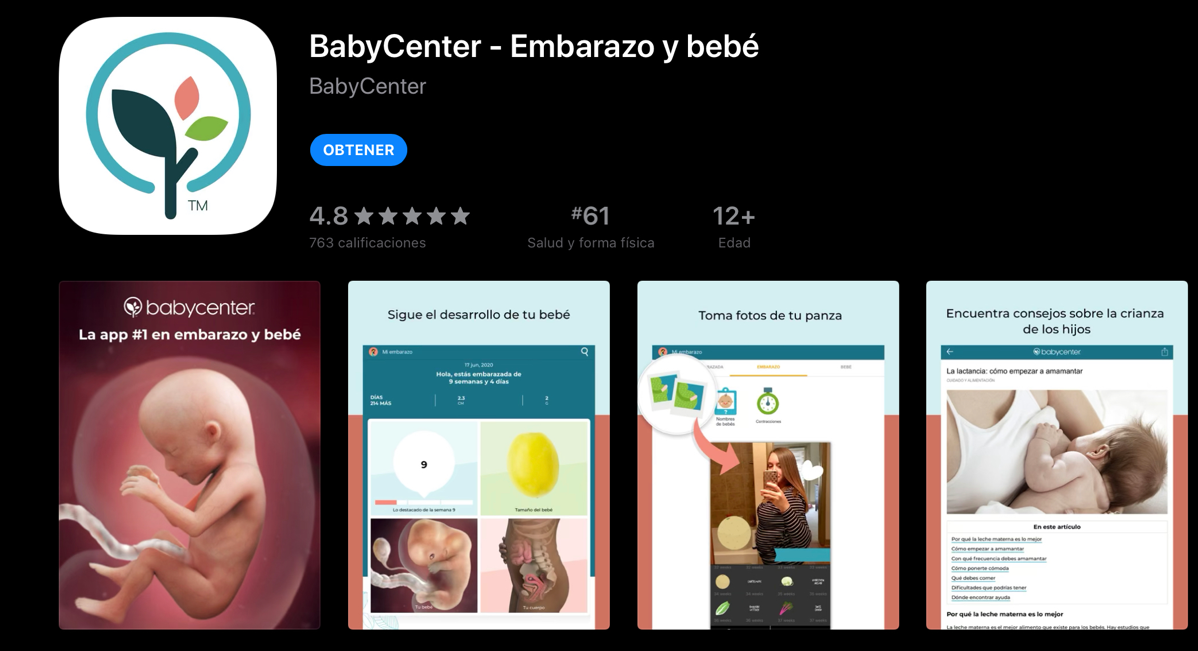 BabyCenter - Embarazo y bebé
BabyCenter
OBTENER
TM
4.8
#61
12+
763 calificaciones
Salud y forma física
Edad
babycenter
La app #1 en embarazo y bebé
Sigue el desarrollo de tu bebé
Mi embarazo
17 jun, 2020
Hola, estás embarazada de
9 semanas y 4 días
DÍAS
214 MÁS
2.3
CM
2
G
9
Lo destacado de la semana 9
Tamaño del bebé
Tu bebé
Tu cuerpo
Toma fotos de tu panza
Mi embarazo
EMBARAZO
BEBÉ
Nombres
de bebés
Contracciones
Encuentra consejos sobre la crianza
de los hijos
babycenter
La lactancia: cómo empezar a amamantar
CUIDADO Y ALIMENTACIÓN
En este artículo
Por qué la leche materna es lo mejor
Cómo empezar a amamantar
Con qué frecuencia debes amamantar
Cómo ponerte cómoda
Qué debes comer
Dificultades que podrías tener
Dónde encontrar ayuda
Por qué la leche materna es lo mejor
La leche materna es el mejor alimento que existe para los bebés. Hay estudios que